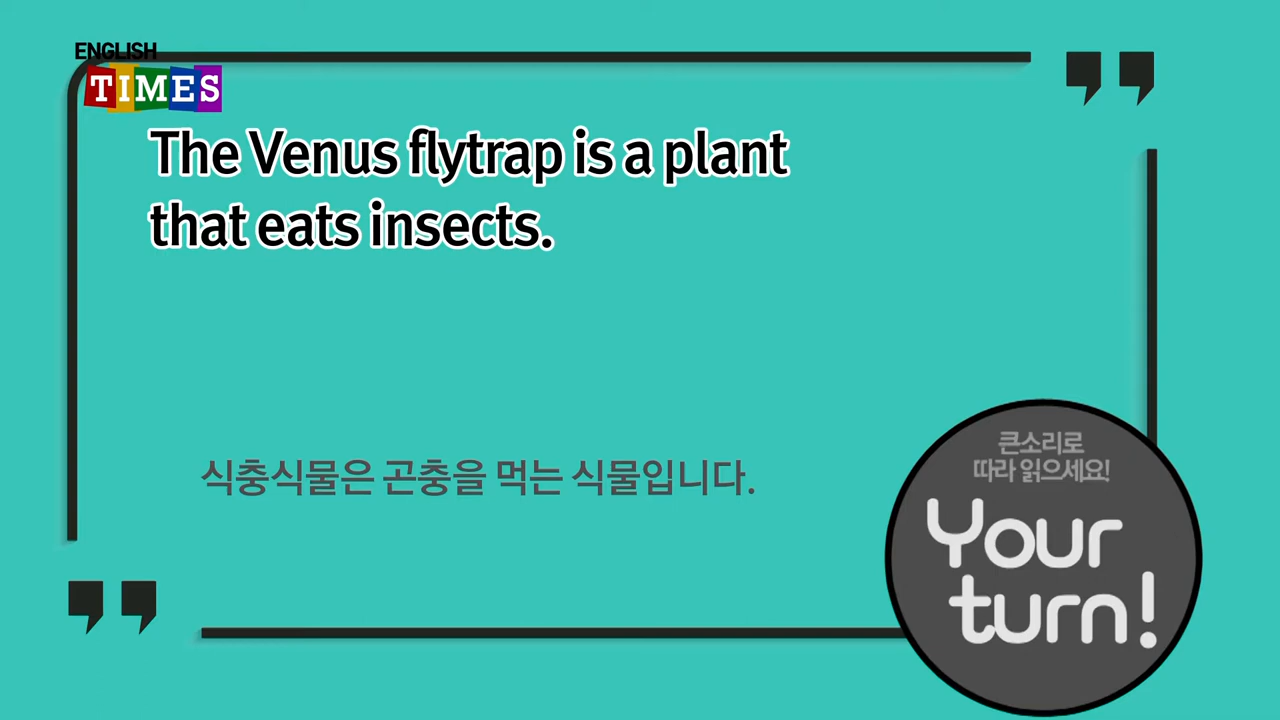 ENGLISH
TIMES
The Venus flytrap is a plant
that eats insects.
식충식물은 곤충을 먹는 식물입니다.
큰소리로
따라 읽으세요!
Your
turn!